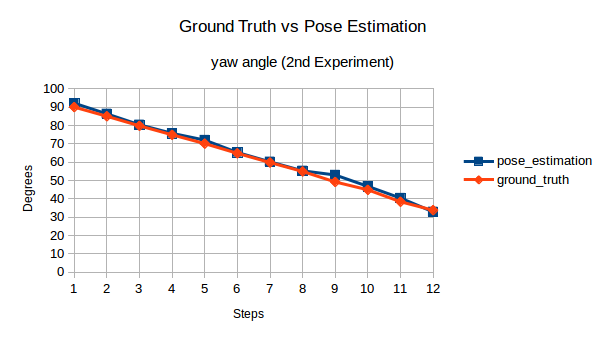 Ground Truth vs Pose Estimation
yaw angle (2nd Experiment)
100
90
80
70
60
50
40
30
20
10
0
Degrees
1 2 3 4 5 6 7 8 9 10 11 12
Steps
pose_estimation
ground_truth